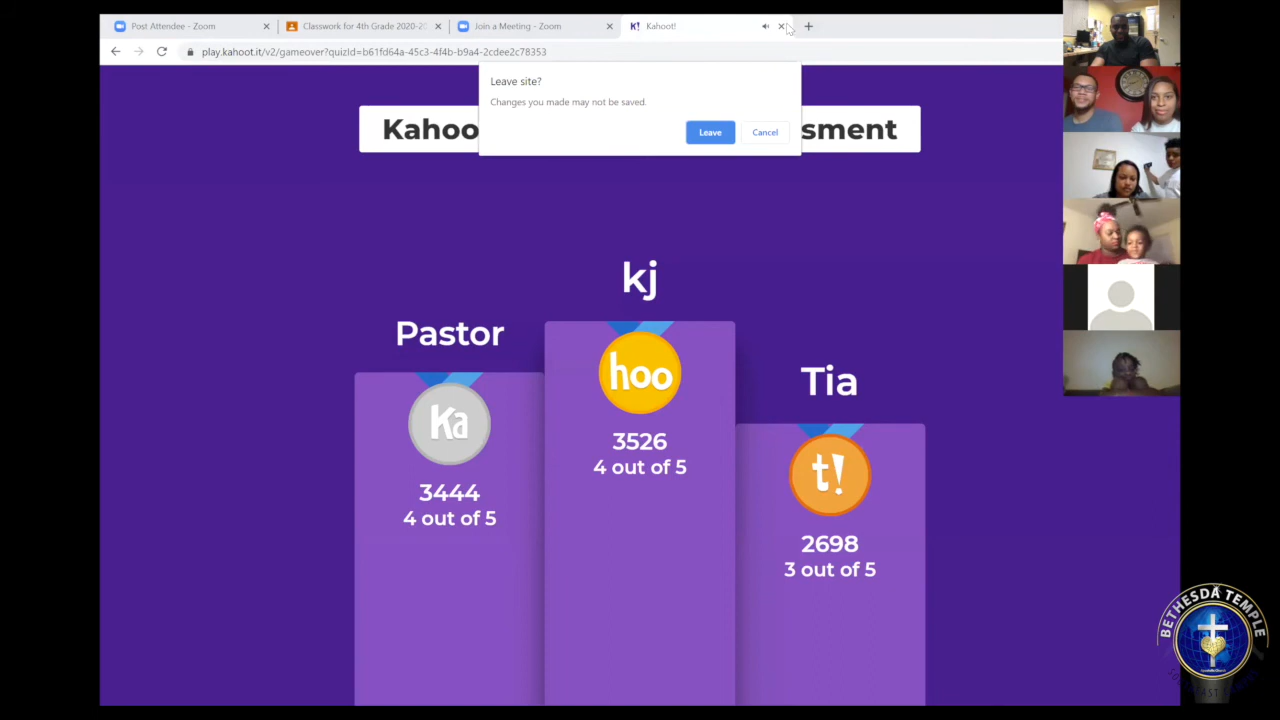 Post Attendee - Zoom
Classwork for 4th Grade 2020-20
Join a Meeting - Zoom
K! Kahoot!
play.kahoot.it/v2/gameover?quizId=b61fd64a-45c3-4f4b-b9a4-2cdee2c78353
Leave site?
Changes you made may not be saved.
Leave
Cancel
Kahoo
sment
kj
Pastor
Tia
hoo
Ka
t!
3526
4 out of 5
3444
4 out of 5
2698
3 out of 5
BETHESDA TEMPLE